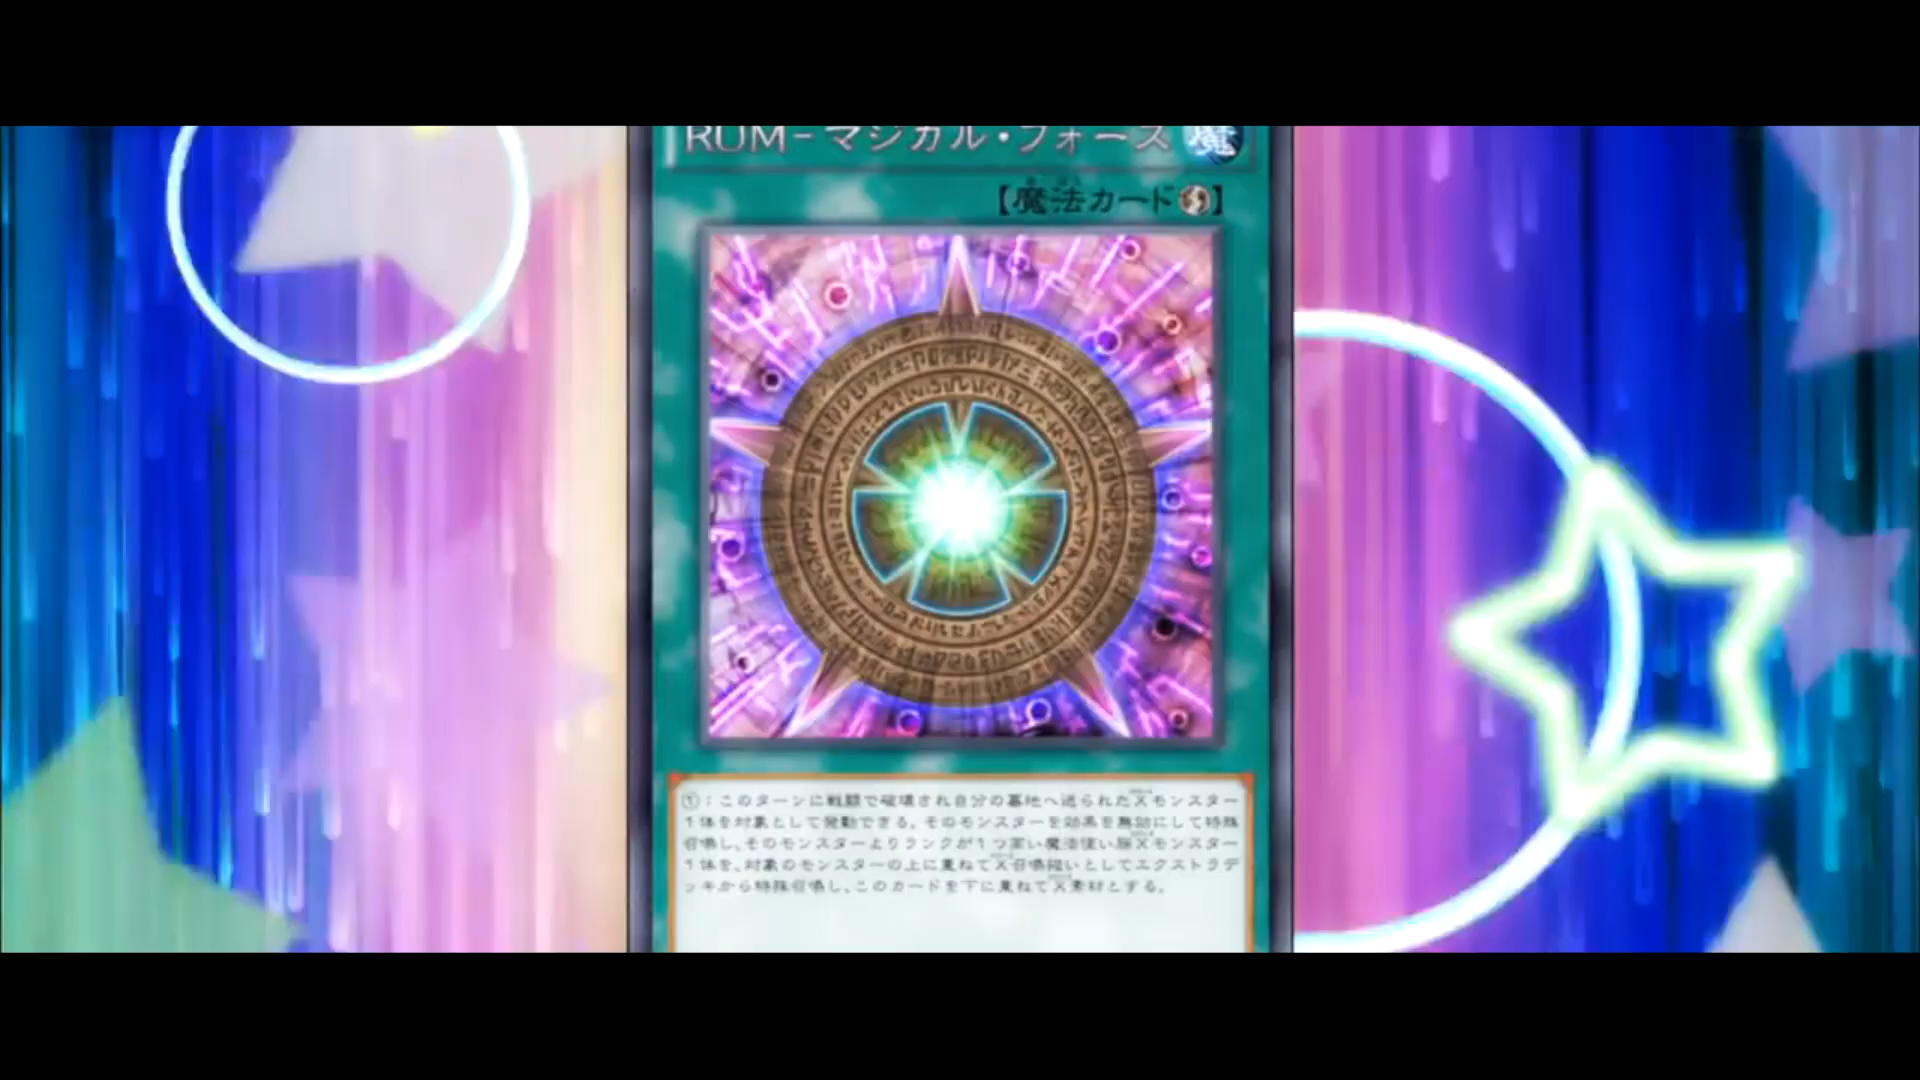 RUM－マジカル・フォース 魔
【魔法カード】
①：このターンに戦闘で破壊され自分の墓地へ送られたXモンスター
1体を対象として発動できる。そのモンスターを効果を無効にして特殊
召喚し、そのモンスターよりランクが1つ高い魔法使い族Xモンスター
1体を、対象のモンスターの上に重ねてX召喚扱いとしてエクストラデ
ッキから特殊召喚し、このカードを下に重ねてX素材とする。